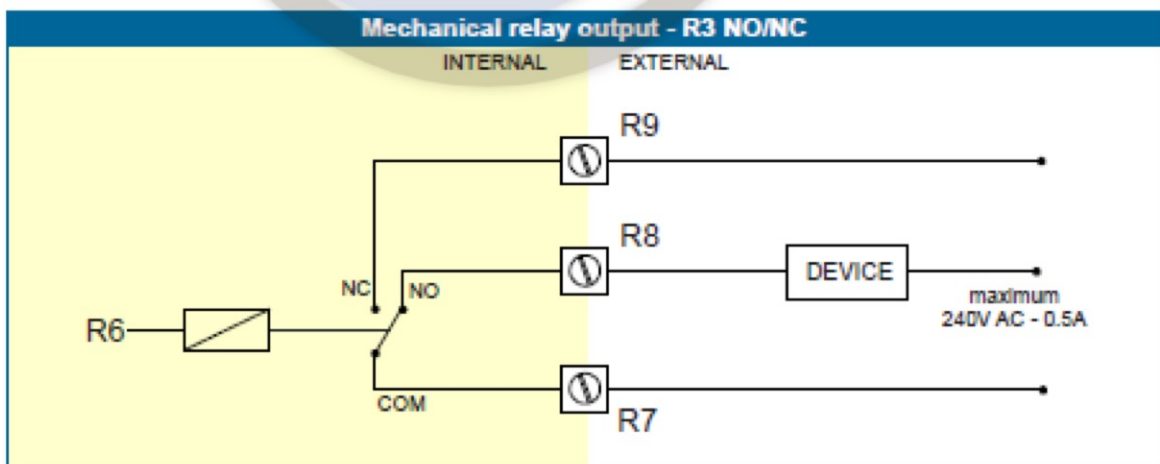 Mechanical relay output - R3 NO/NC
INTERNAL
EXTERNAL
R9
R8
DEVICE
NC
NO
maximum
240V AC - 0.5A
R6
COM
R7